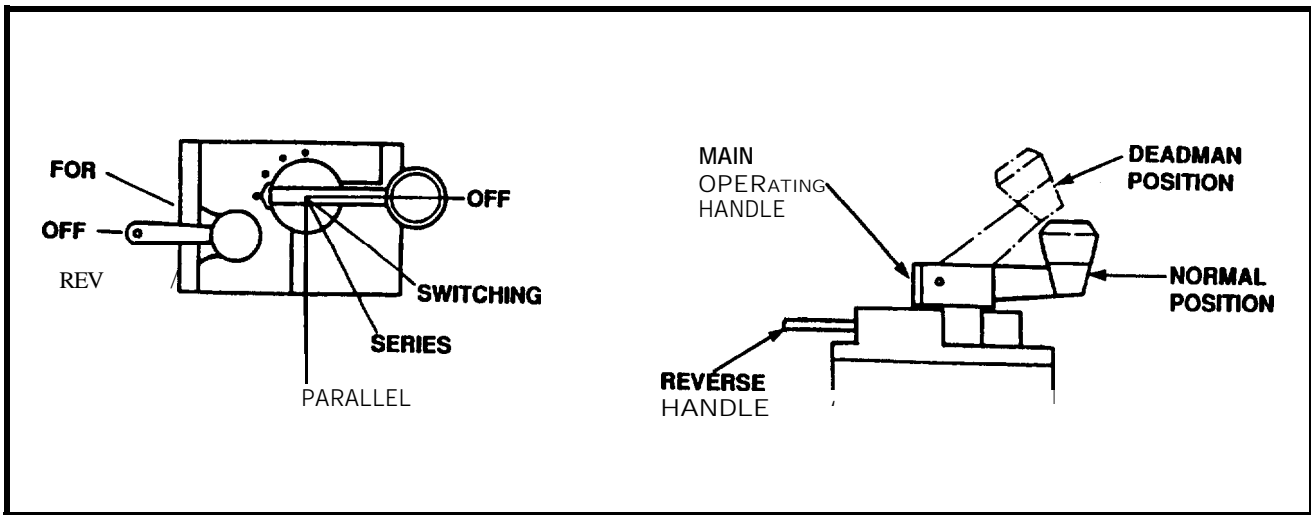 FOR
OFF
REV
OFF
SWITCHING
SERIES
PARALLEL
MAIN
OPERATING
HANDLE
DEADMAN
POSITION
NORMAL
POSITION
REVERSE
HANDLE